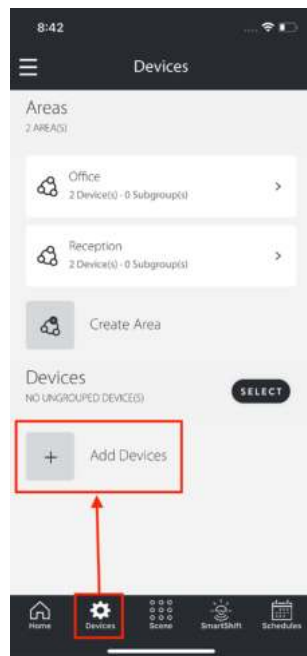 8:42
Devices
Areas
2 AREA(S)
Office
2 Device(s) - 0 Subgroup(s)
Reception
2 Device(s) - 0 Subgroup(s)
Create Area
Devices
NO UNGROUPED DEVICE(S)
SELECT
+ Add Devices
Home Devices Scene SmartShift Schedules